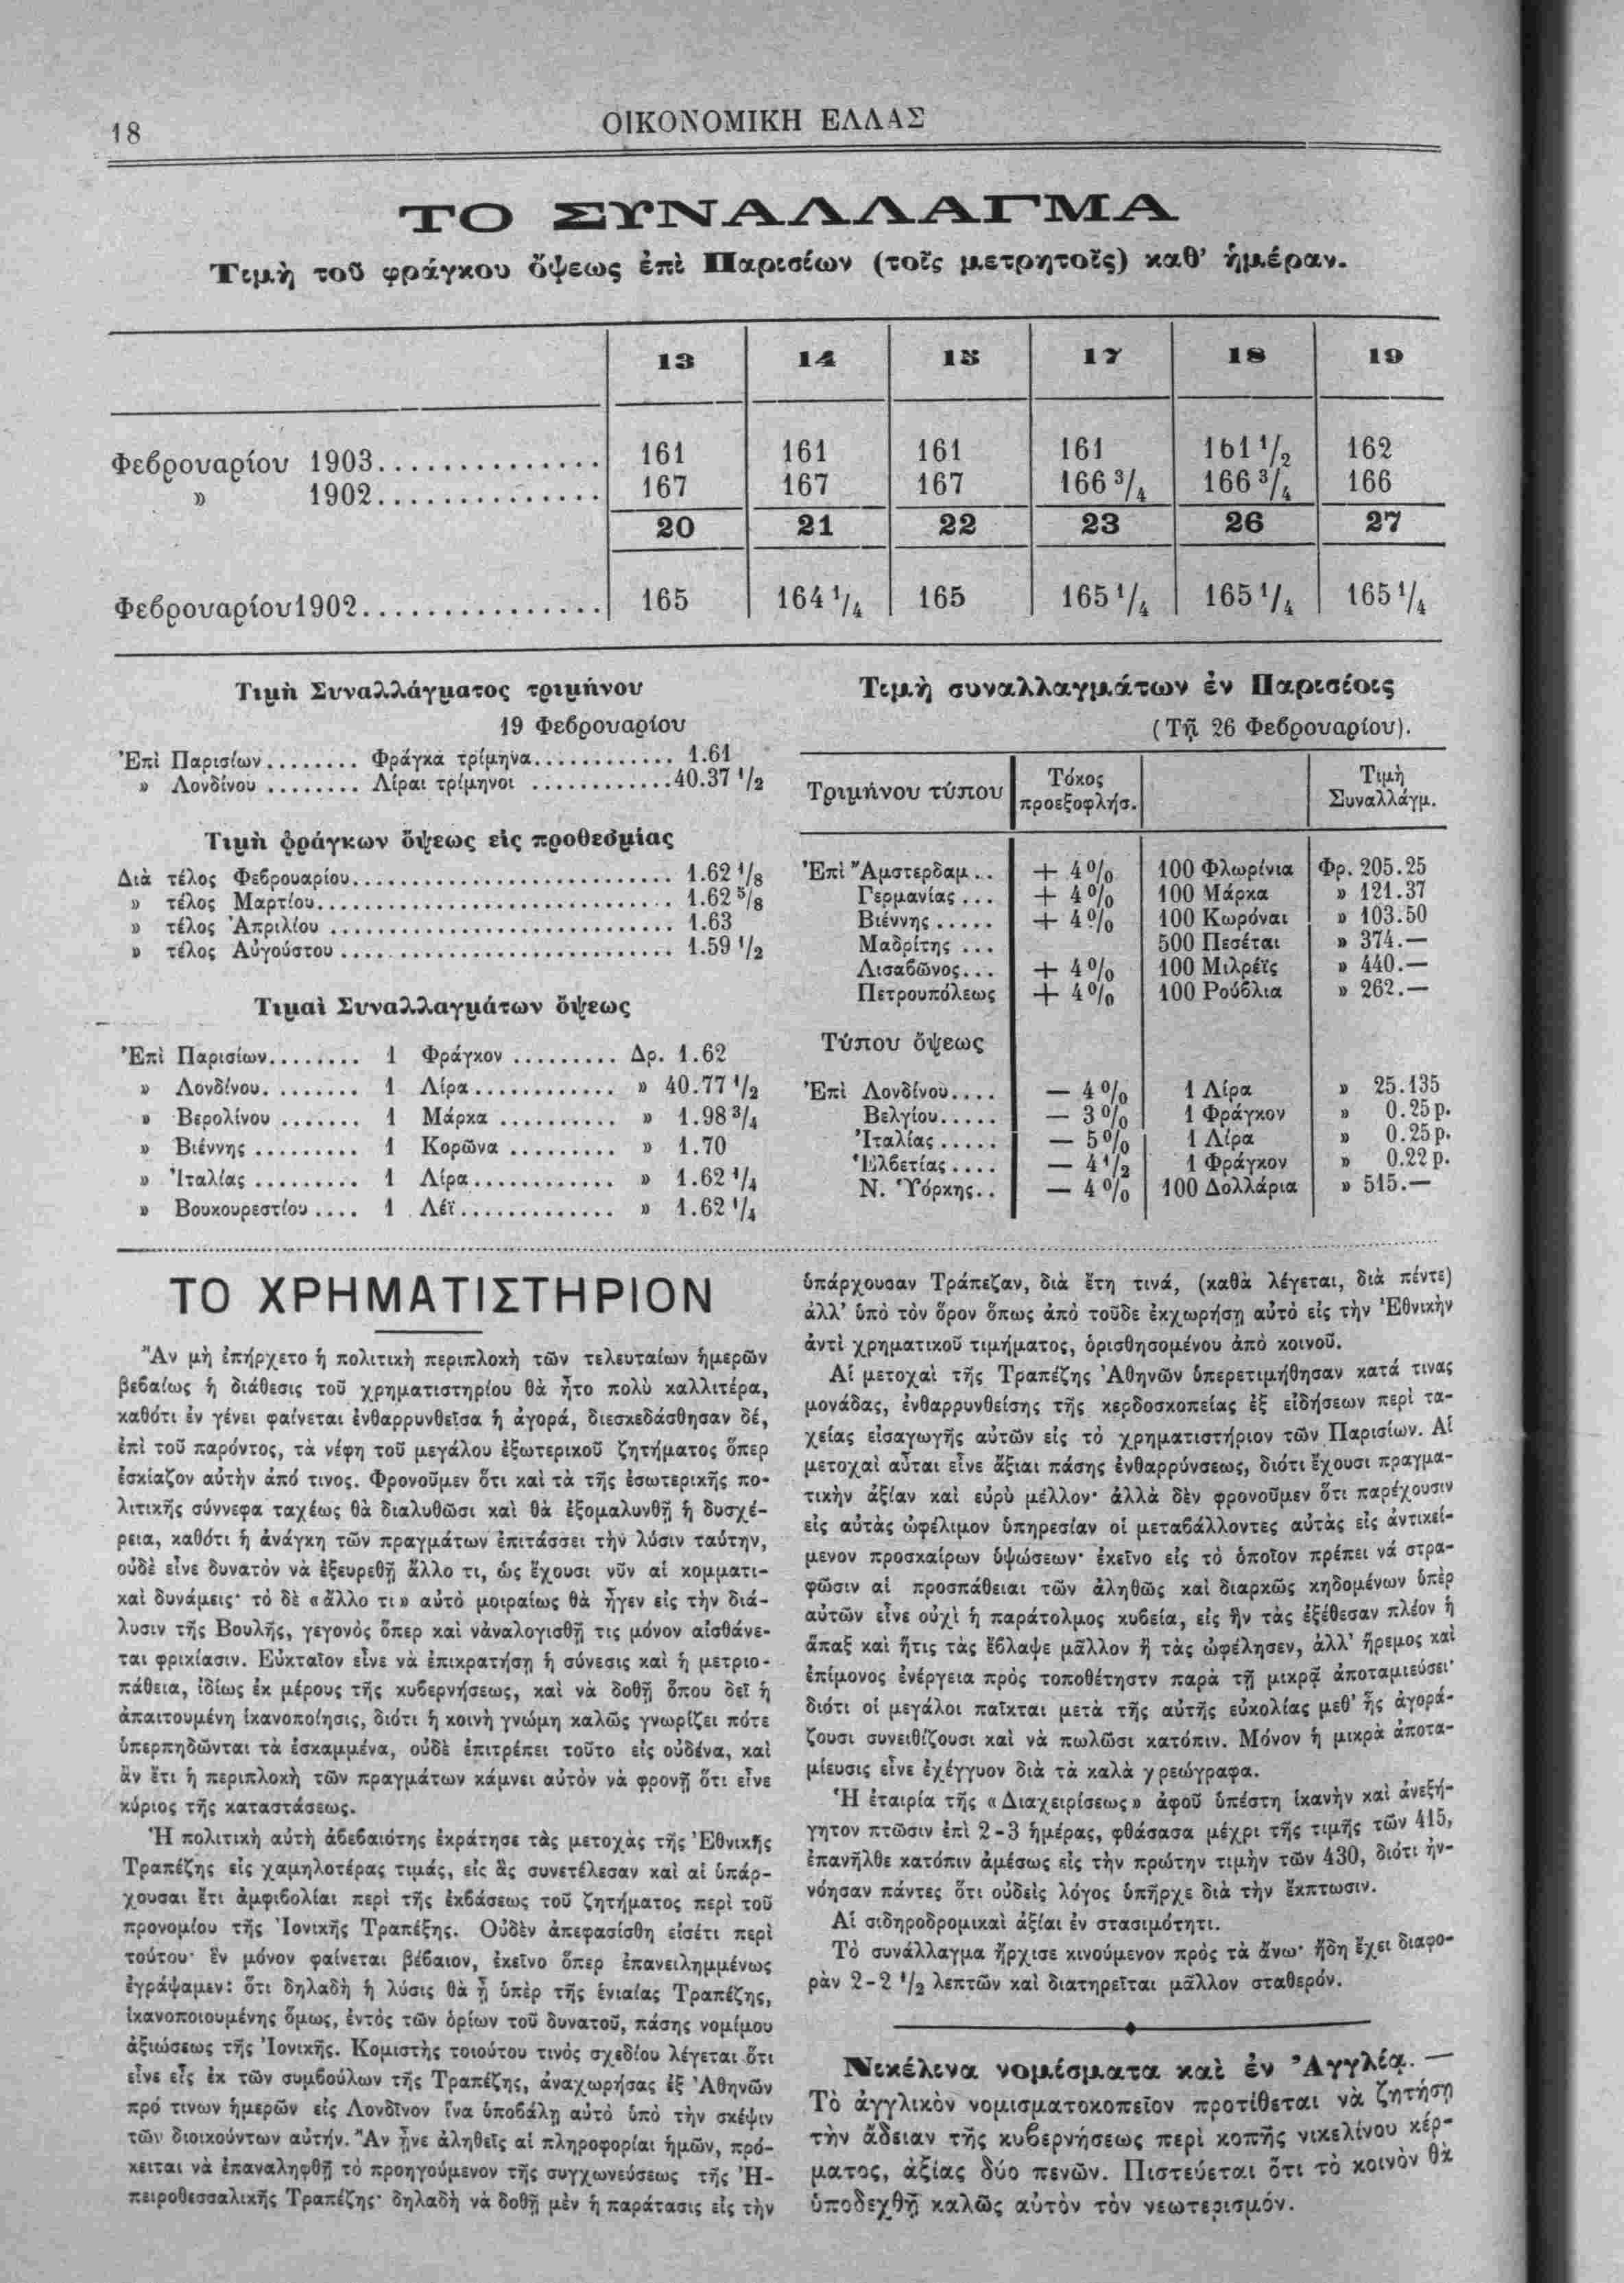 18
ΟΙΚΟΝΟΜΙΚΗ ΕΛΛΑΣ
ΤΟ ΣΥΝΑΛΛΑΓΜΑ
Τιμὴ τοῦ φράγκου ὄψεως ἐπὶ Παρισίων (τοῖς μετρητοῖς) καθ' ἡμέραν.
13 14 15 17 18 19
Φεβρουαρίου 1903.............. 161 161 161 161 161 1/2 162
» 1902.............. 167 167 167 166 3/4 166 3/4 166
20 21 22 23 26 27
Φεβρουαρίου 1902............... 165 164 1/4 165 165 1/4 165 1/4 165 1/4
Τιμὴ Συναλλάγματος τριμήνου
19 Φεβρουαρίου
Ἐπὶ Παρισίων........ Φράγκα τρίμηνα............ 1.61
» Λονδίνου ........ Λίραι τρίμηνοι ............40.37 1/2
Τιμὴ φράγκων ὄψεως εἰς προθεσμίας
Διὰ τέλος Φεβρουαρίου............................ 1.62 1/8
» τέλος Μαρτίου............................... 1.62 5/8
» τέλος Ἀπριλίου .............................. 1.63
» τέλος Αὐγούστου ............................ 1.59 1/2
Τιμαὶ Συναλλαγμάτων ὄψεως
Ἐπὶ Παρισίων........ 1 Φράγκον ......... Δρ. 1.62
» Λονδίνου........ 1 Λίρα............ » 40.77 1/2
» Βερολίνου ....... 1 Μάρκα .......... » 1.98 3/4
» Βιέννης ......... 1 Κορῶνα ......... » 1.70
» Ἰταλίας ......... 1 Λίρα............ » 1.62 1/4
» Βουκουρεστίου .... 1 Λέϊ............. » 1.62 1/4
Τιμὴ συναλλαγμάτων ἐν Παρισίοις
(Τῇ 26 Φεβρουαρίου).
Τριμήνου τύπου Τόκος προεξοφλήσ. Τιμὴ Συναλλάγμ.
Ἐπὶ Ἄμστερδαμ.. + 4 0/0 100 Φλωρίνια Φρ. 205.25
Γερμανίας ... + 4 0/0 100 Μάρκα » 121.37
Βιέννης ..... + 4 0/0 100 Κωρόναι » 103.50
Μαδρίτης ... 500 Πεσέται » 374.—
Λισαβῶνος... + 4 0/0 100 Μιλρέϊς » 440.—
Πετρουπόλεως + 4 0/0 100 Ρούβλια » 262.—
Τύπου ὄψεως
Ἐπὶ Λονδίνου.... — 4 0/0 1 Λίρα » 25.135
Βελγίου..... — 3 0/0 1 Φράγκον » 0.25 p.
Ἰταλίας ..... — 5 0/0 1 Λίρα » 0.25 p.
Ἑλβετίας .... — 4 1/2 1 Φράγκον » 0.22 p.
Ν. Ὑόρκης.. — 4 0/0 100 Δολλάρια » 515.—
ΤΟ ΧΡΗΜΑΤΙΣΤΗΡΙΟΝ
Ἂν μὴ ἐπήρχετο ἡ πολιτικὴ περιπλοκὴ τῶν τελευταίων ἡμερῶν
βεβαίως ἡ διάθεσις τοῦ χρηματιστηρίου θὰ ἦτο πολὺ καλλιτέρα,
καθότι ἐν γένει φαίνεται ἐνθαρρυνθεῖσα ἡ ἀγορά, διεσκεδάσθησαν δέ,
ἐπὶ τοῦ παρόντος, τὰ νέφη τοῦ μεγάλου ἐξωτερικοῦ ζητήματος ὅπερ
ἐσκίαζον αὐτὴν ἀπό τινος. Φρονοῦμεν ὅτι καὶ τὰ τῆς ἐσωτερικῆς πο-
λιτικῆς σύννεφα ταχέως θὰ διαλυθῶσι καὶ θὰ ἐξομαλυνθῇ ἡ δυσχέ-
ρεια, καθότι ἡ ἀνάγκη τῶν πραγμάτων ἐπιτάσσει τὴν λύσιν ταύτην,
οὐδὲ εἶνε δυνατὸν νὰ ἐξευρεθῇ ἄλλο τι, ὡς ἔχουσι νῦν αἱ κομματι-
καὶ δυνάμεις· τὸ δὲ «ἄλλο τι» αὐτὸ μοιραίως θὰ ἦγεν εἰς τὴν διά-
λυσιν τῆς Βουλῆς, γεγονὸς ὅπερ καὶ νἀναλογισθῇ τις μόνον αἰσθάνε-
ται φρικίασιν. Εὐκταῖον εἶνε νὰ ἐπικρατήσῃ ἡ σύνεσις καὶ ἡ μετριο-
πάθεια, ἰδίως ἐκ μέρους τῆς κυβερνήσεως, καὶ νὰ δοθῇ ὅπου δεῖ ἡ
ἀπαιτουμένη ἱκανοποίησις, διότι ἡ κοινὴ γνώμη καλῶς γνωρίζει πότε
ὑπερπηδῶνται τὰ ἐσκαμμένα, οὐδὲ ἐπιτρέπει τοῦτο εἰς οὐδένα, καὶ
ἂν ἔτι ἡ περιπλοκὴ τῶν πραγμάτων κάμνει αὐτὸν νὰ φρονῇ ὅτι εἶνε
κύριος τῆς καταστάσεως.
Ἡ πολιτικὴ αὐτὴ ἀβεβαιότης ἐκράτησε τὰς μετοχὰς τῆς Ἐθνικῆς
Τραπέζης εἰς χαμηλοτέρας τιμάς, εἰς ἃς συνετέλεσαν καὶ αἱ ὑπάρ-
χουσαι ἔτι ἀμφιβολίαι περὶ τῆς ἐκβάσεως τοῦ ζητήματος περὶ τοῦ
προνομίου τῆς Ἰονικῆς Τραπέξης. Οὐδὲν ἀπεφασίσθη εἰσέτι περὶ
τούτου· ἓν μόνον φαίνεται βέβαιον, ἐκεῖνο ὅπερ ἐπανειλημμένως
ἐγράψαμεν: ὅτι δηλαδὴ ἡ λύσις θὰ ᾖ ὑπὲρ τῆς ἑνιαίας Τραπέζης,
ἱκανοποιουμένης ὅμως, ἐντὸς τῶν ὁρίων τοῦ δυνατοῦ, πάσης νομίμου
ἀξιώσεως τῆς Ἰονικῆς. Κομιστὴς τοιούτου τινὸς σχεδίου λέγεται ὅτι
εἶνε εἷς ἐκ τῶν συμβούλων τῆς Τραπέζης, ἀναχωρήσας ἐξ Ἀθηνῶν
πρό τινων ἡμερῶν εἰς Λονδῖνον ἵνα ὑποβάλῃ αὐτὸ ὑπὸ τὴν σκέψιν
τῶν διοικούντων αὐτήν. Ἂν ᾖνε ἀληθεῖς αἱ πληροφορίαι ἡμῶν, πρό-
κειται νὰ ἐπαναληφθῇ τὸ προηγούμενον τῆς συγχωνεύσεως τῆς Ἠ-
πειροθεσσαλικῆς Τραπέζης· δηλαδὴ νὰ δοθῇ μὲν ἡ παράτασις εἰς τὴν
ὑπάρχουσαν Τράπεζαν, διὰ ἔτη τινά, (καθὰ λέγεται, διὰ πέντε)
ἀλλ' ὑπὸ τὸν ὅρον ὅπως ἀπὸ τοῦδε ἐκχωρήσῃ αὐτὸ εἰς τὴν Ἐθνικὴν
ἀντὶ χρηματικοῦ τιμήματος, ὁρισθησομένου ἀπὸ κοινοῦ.
Αἱ μετοχαὶ τῆς Τραπέζης Ἀθηνῶν ὑπερετιμήθησαν κατά τινας
μονάδας, ἐνθαρρυνθείσης τῆς κερδοσκοπείας ἐξ εἰδήσεων περὶ τα-
χείας εἰσαγωγῆς αὐτῶν εἰς τὸ χρηματιστήριον τῶν Παρισίων. Αἱ
μετοχαὶ αὗται εἶνε ἄξιαι πάσης ἐνθαρρύνσεως, διότι ἔχουσι πραγμα-
τικὴν ἀξίαν καὶ εὐρὺ μέλλον· ἀλλὰ δὲν φρονοῦμεν ὅτι παρέχουσιν
εἰς αὐτὰς ὠφέλιμον ὑπηρεσίαν οἱ μεταβάλλοντες αὐτὰς εἰς ἀντικεί-
μενον προσκαίρων ὑψώσεων· ἐκεῖνο εἰς τὸ ὁποῖον πρέπει νά στρα-
φῶσιν αἱ προσπάθειαι τῶν ἀληθῶς καὶ διαρκῶς κηδομένων ὑπὲρ
αὐτῶν εἶνε οὐχὶ ἡ παράτολμος κυβεία, εἰς ἣν τὰς ἐξέθεσαν πλέον ἢ
ἅπαξ καὶ ἥτις τὰς ἔβλαψε μᾶλλον ἢ τὰς ὠφέλησεν, ἀλλ' ἤρεμος καὶ
ἐπίμονος ἐνέργεια πρὸς τοποθέτηστν παρὰ τῇ μικρᾷ ἀποταμιεύσει·
διότι οἱ μεγάλοι παῖκται μετὰ τῆς αὐτῆς εὐκολίας μεθ' ἧς ἀγορά-
ζουσι συνειθίζουσι καὶ νὰ πωλῶσι κατόπιν. Μόνον ἡ μικρὰ ἀποτα-
μίευσις εἶνε ἐχέγγυον διὰ τὰ καλὰ χρεώγραφα.
Ἡ ἑταιρία τῆς «Διαχειρίσεως» ἀφοῦ ὑπέστη ἱκανὴν καὶ ἀνεξή-
γητον πτῶσιν ἐπὶ 2-3 ἡμέρας, φθάσασα μέχρι τῆς τιμῆς τῶν 415,
ἐπανῆλθε κατόπιν ἀμέσως εἰς τὴν πρώτην τιμὴν τῶν 430, διότι ἠν-
νόησαν πάντες ὅτι οὐδεὶς λόγος ὑπῆρχε διὰ τὴν ἔκπτωσιν.
Αἱ σιδηροδρομικαὶ ἀξίαι ἐν στασιμότητι.
Τὸ συνάλλαγμα ἤρχισε κινούμενον πρὸς τὰ ἄνω· ἤδη ἔχει διαφο-
ρὰν 2-2 1/2 λεπτῶν καὶ διατηρεῖται μᾶλλον σταθερόν.
Νικέλινα νομίσματα καὶ ἐν Ἀγγλίᾳ. —
Τὸ ἀγγλικὸν νομισματοκοπεῖον προτίθεται νὰ ζητήσῃ
τὴν ἄδειαν τῆς κυβερνήσεως περὶ κοπῆς νικελίνου κέρ-
ματος, ἀξίας δύο πενῶν. Πιστεύεται ὅτι τὸ κοινὸν θὰ
ὑποδεχθῇ καλῶς αὐτὸν τὸν νεωτερισμόν.